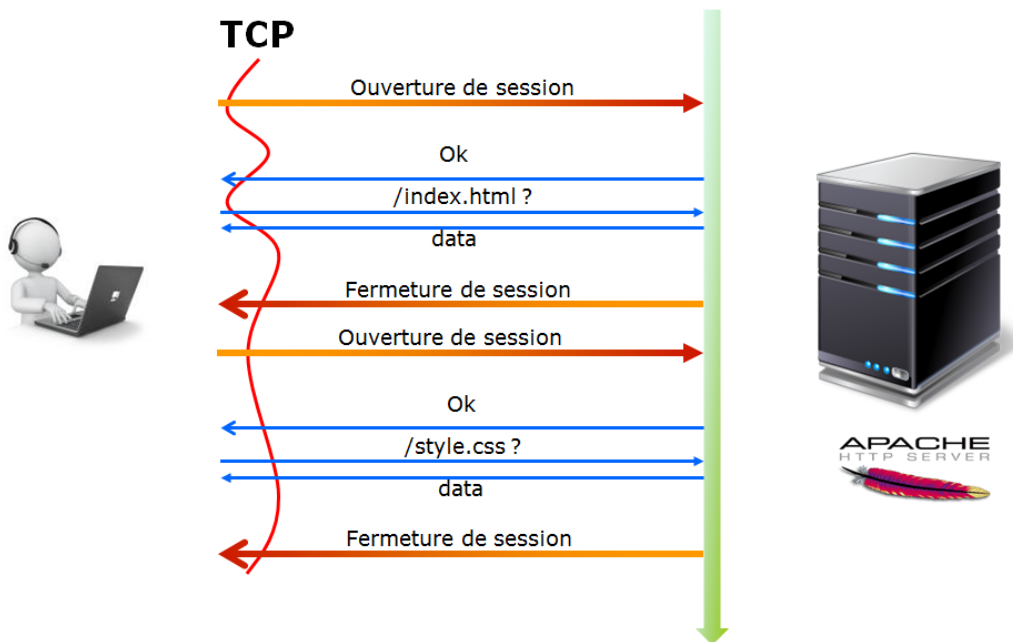 TCP
Ouverture de session
Ok
/index.html ?
data
Fermeture de session
Ouverture de session
Ok
/style.css ?
data
Fermeture de session
APACHE
HTTP SERVER